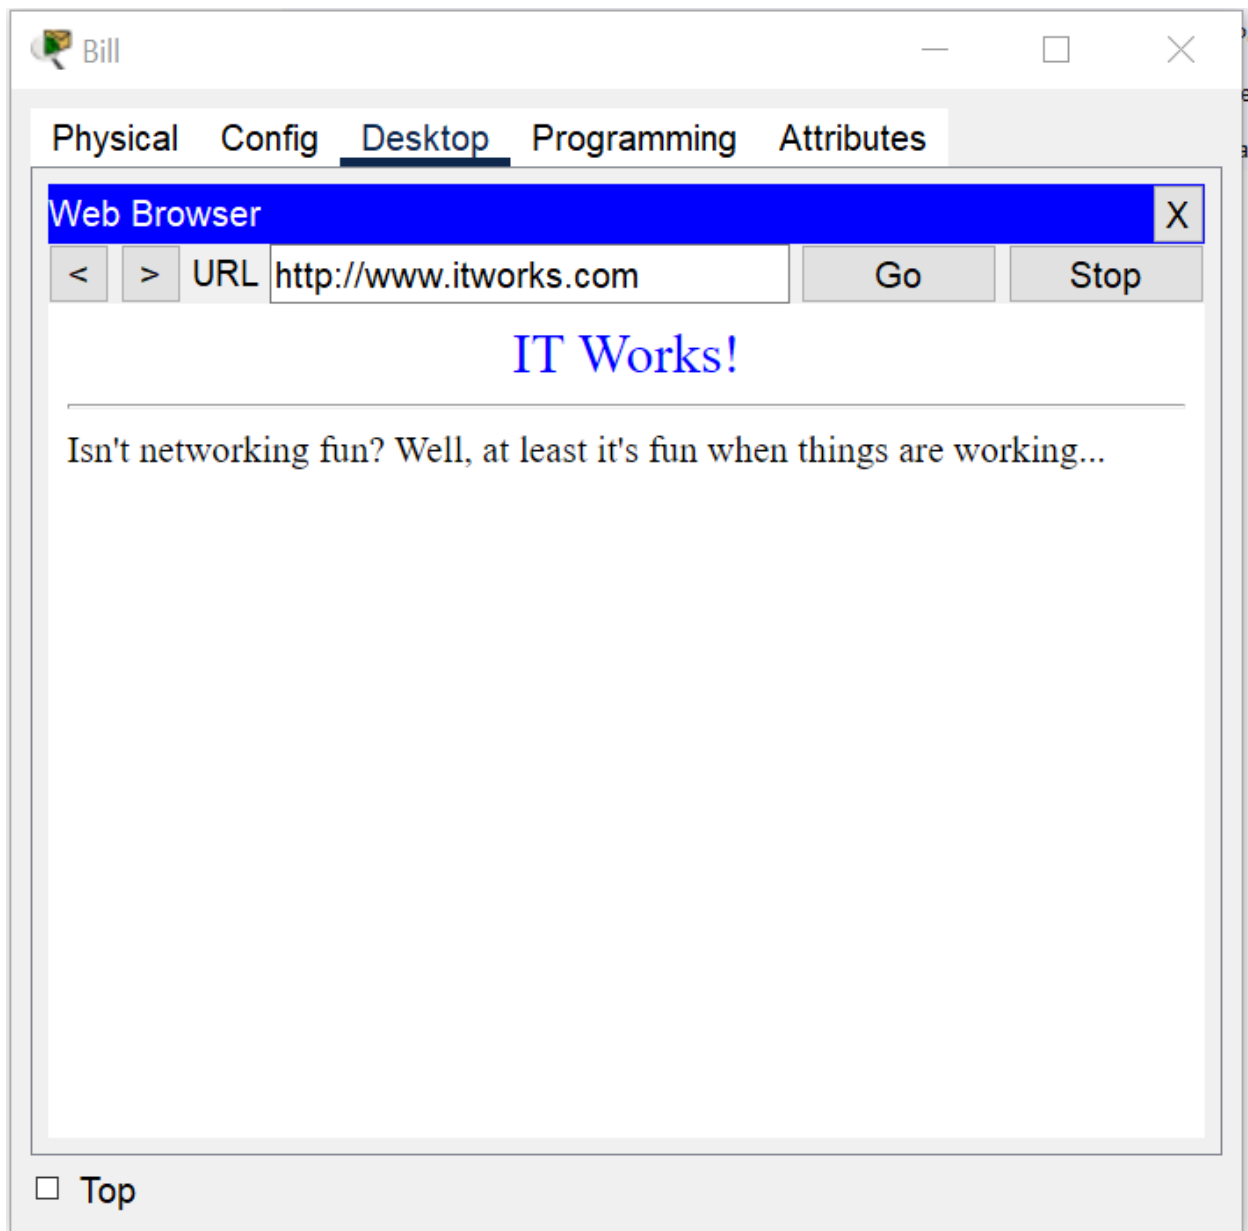 Bill
Physical Config Desktop Programming Attributes
Web Browser X
< > URL http://www.itworks.com Go Stop
IT Works!
Isn't networking fun? Well, at least it's fun when things are working...
Top